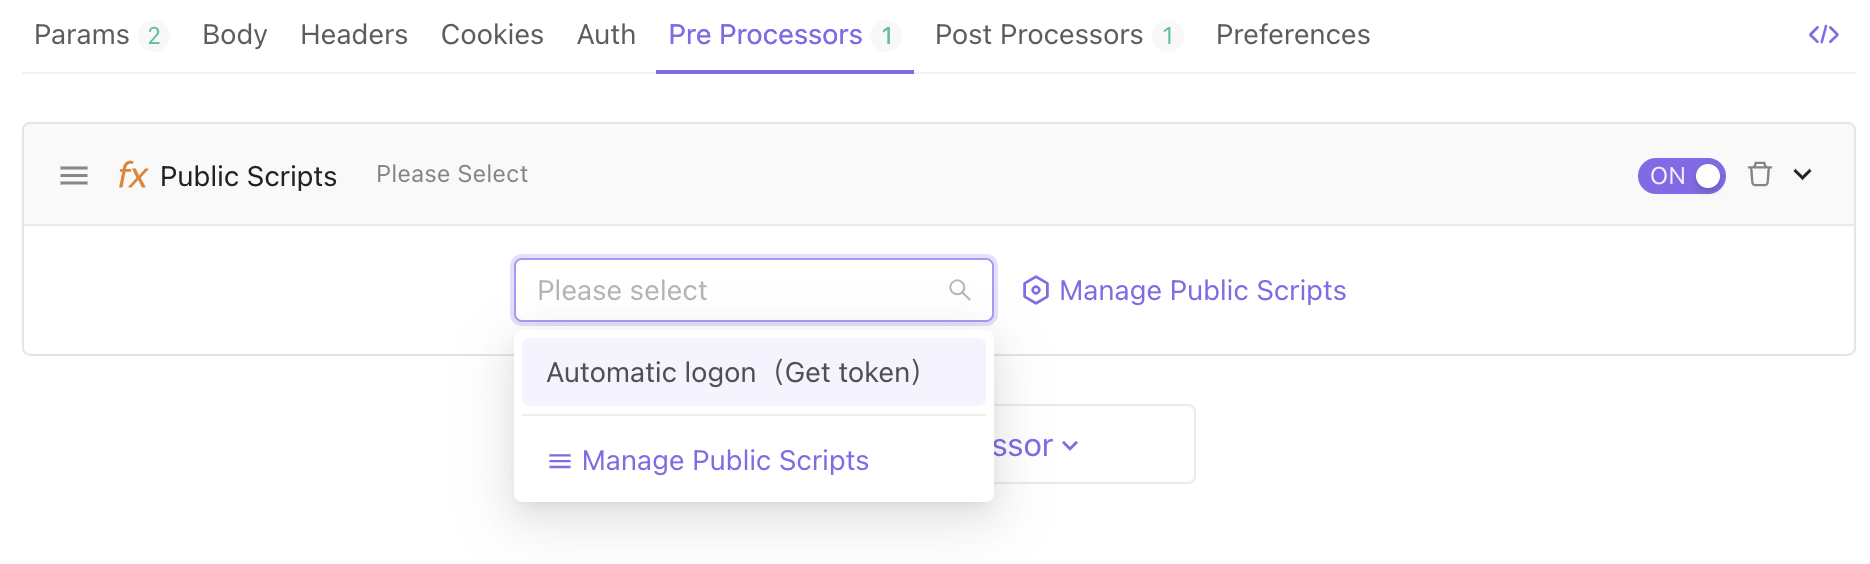 Params 2 Body Headers Cookies Auth Pre Processors 1 Post Processors 1 Preferences </>
fx Public Scripts Please Select ON
Please select Manage Public Scripts
Automatic logon（Get token）
ssor
Manage Public Scripts